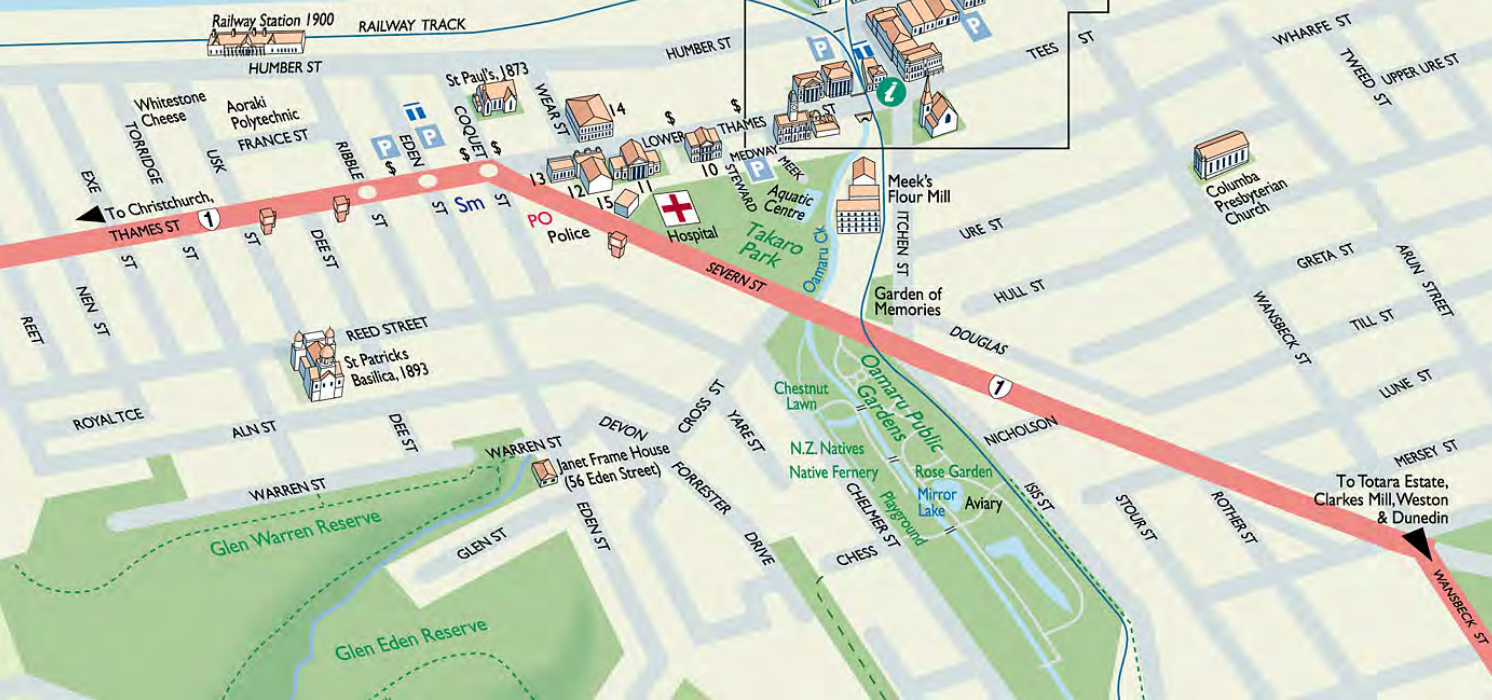 Railway Station 1900
RAILWAY TRACK
HUMBER ST
HUMBER ST
P
P
i
TEES ST
WHARFE ST
TWEED ST
UPPER URE ST
St Paul's, 1873
WEAR ST
14
Whitestone
Cheese
Aoraki
Polytechnic
FRANCE ST
TORRIDGE
ST
USK
ST
EXE
RIBBLE
ST
P
$
EDEN
ST
P
COQUET
ST
$
$
$
$
LOWER THAMES ST
MEDWAY
MEEK
STEWARD
P
13
12
11
10
15
Aquatic
Centre
Meek's
Flour Mill
ITCHEN ST
URE ST
HULL ST
Columba
Presbyterian
Church
GRETA ST
ARUN STREET
WANSBECK ST
TILL ST
LUNE ST
MERSEY ST
To Christchurch,
THAMES ST
1
Sm
PO
Police
Hospital
Takaro
Park
Oamaru Ck
SEVERN ST
Garden of
Memories
DOUGLAS
1
NICHOLSON
DEE ST
NEN ST
REET
REED STREET
St Patricks
Basilica, 1893
ROYAL TCE
ALN ST
DEE ST
WARREN ST
WARREN ST
Janet Frame House
(56 Eden Street)
DEVON
CROSS ST
YARE ST
FORRESTER
DRIVE
EDEN ST
GLEN ST
Glen Warren Reserve
Glen Eden Reserve
Chestnut
Lawn
Oamaru Public
Gardens
N.Z. Natives
Native Fernery
Rose Garden
Mirror
Lake
Aviary
Playground
CHELMER ST
CHESS
ISIS ST
STOUR ST
ROTHER ST
To Totara Estate,
Clarkes Mill, Weston
& Dunedin
WANSBECK ST